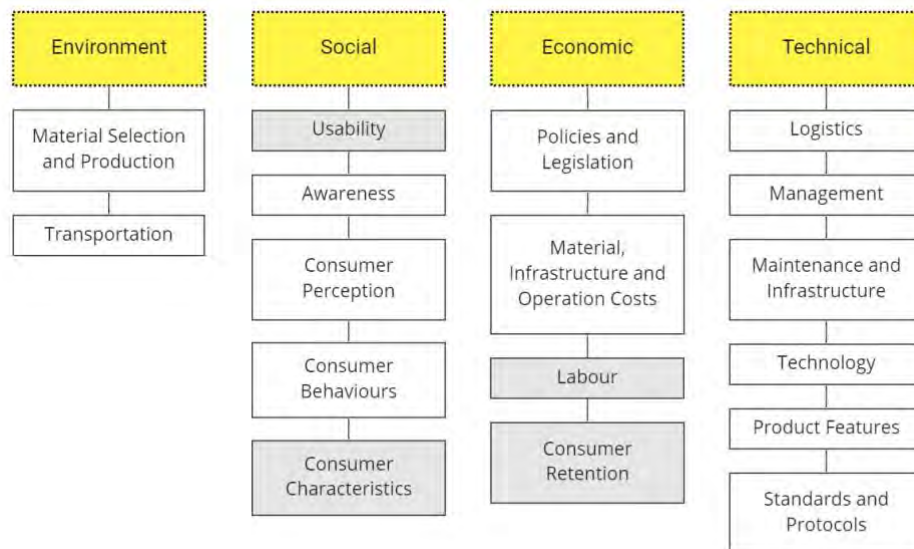 Environment
Material Selection
and Production
Transportation
Social
Usability
Awareness
Consumer
Perception
Consumer
Behaviours
Consumer
Characteristics
Economic
Policies and
Legislation
Material,
Infrastructure and
Operation Costs
Labour
Consumer
Retention
Technical
Logistics
Management
Maintenance and
Infrastructure
Technology
Product Features
Standards and
Protocols